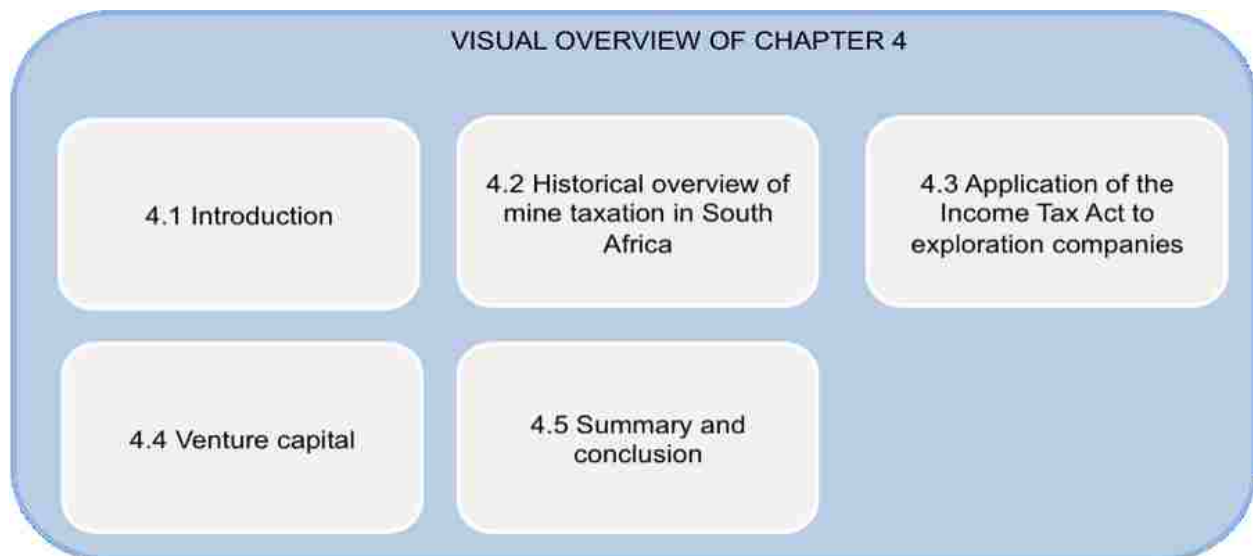 VISUAL OVERVIEW OF CHAPTER 4
4.1 Introduction
4.2 Historical overview of
mine taxation in South
Africa
4.3 Application of the
Income Tax Act to
exploration companies
4.4 Venture capital
4.5 Summary and
conclusion